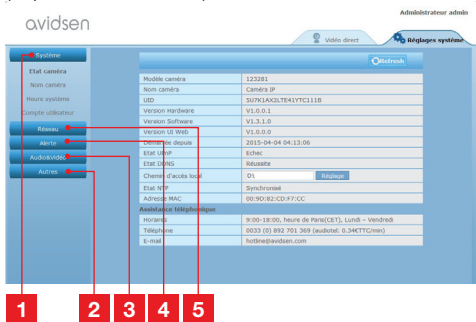 Administrateur admin
avidsen
Vidéo direct
Réglages système
Système
Etat caméra
Nom caméra
Heure système
Compte utilisateur
Réseau
Alerte
Audio&Vidéo
Autres
Refresh
Modèle caméra 123281
Nom caméra Caméra IP
UID SU7K1AX2LTE41YTC111B
Version Hardware V1.0.0.1
Version Software V1.3.1.0
Version UI Web V1.0.0.0
Démarrée depuis 2015-04-04 04:13:06
Etat UPnP Echec
Etat DDNS Réussite
Chemin d'accès local D:\ Réglage
Etat NTP Synchronisé
Adresse MAC 00:9D:82:CD:F7:CC
Assistance téléphonique
Horaires 9:00-18:00, heure de Paris(CET), Lundi – Vendredi
Téléphone 0033 (0) 892 701 369 (audiotel: 0.34€TTC/min)
E-mail hotline@avidsen.com
1 2 3 4 5